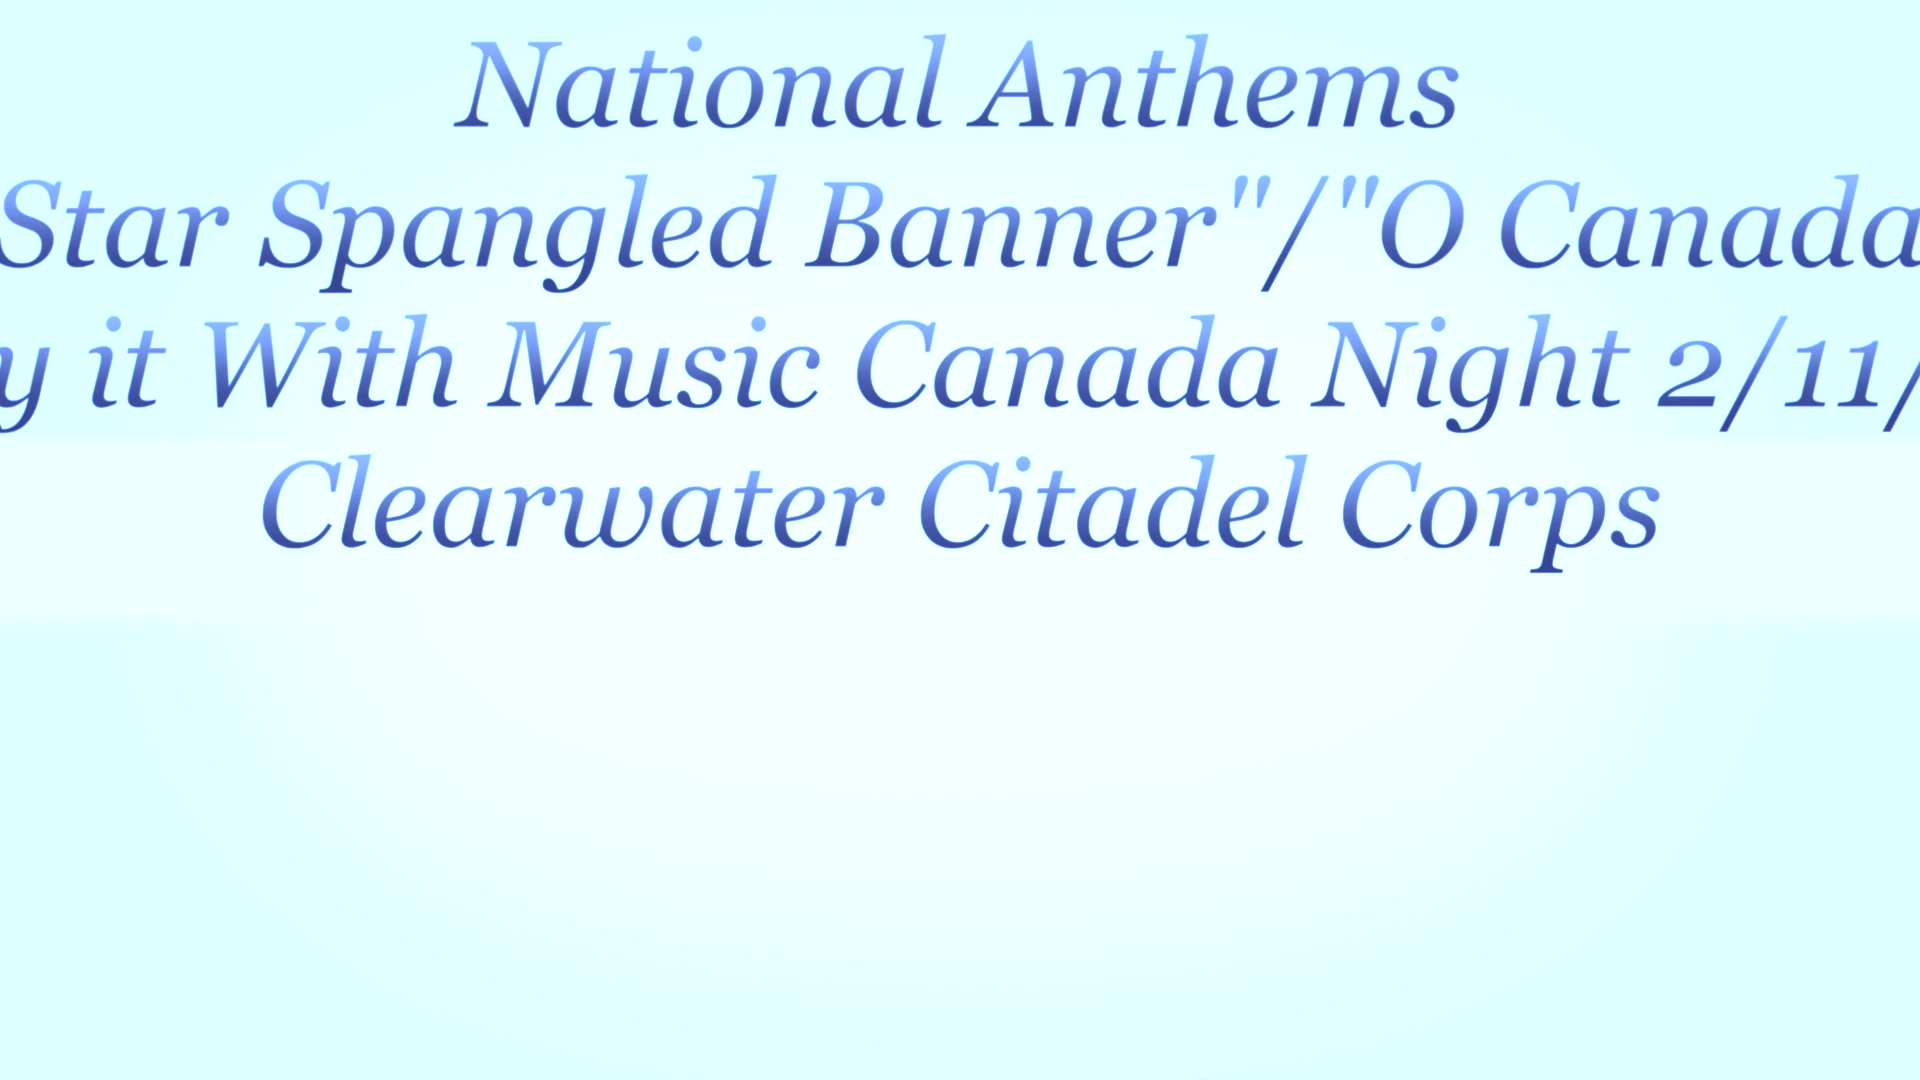 National Anthems
Star Spangled Banner"/"O Canada
y it With Music Canada Night 2/11/
Clearwater Citadel Corps